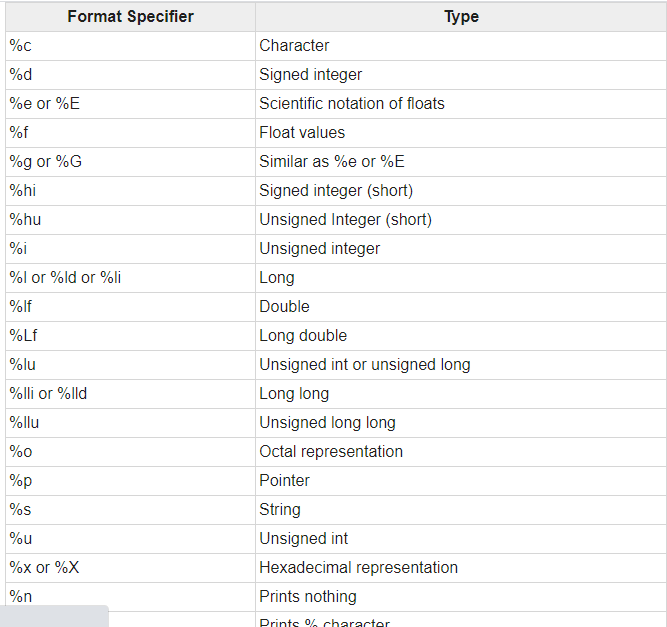 Format Specifier Type
%c Character
%d Signed integer
%e or %E Scientific notation of floats
%f Float values
%g or %G Similar as %e or %E
%hi Signed integer (short)
%hu Unsigned Integer (short)
%i Unsigned integer
%l or %ld or %li Long
%lf Double
%Lf Long double
%lu Unsigned int or unsigned long
%lli or %lld Long long
%llu Unsigned long long
%o Octal representation
%p Pointer
%s String
%u Unsigned int
%x or %X Hexadecimal representation
%n Prints nothing
Prints % character